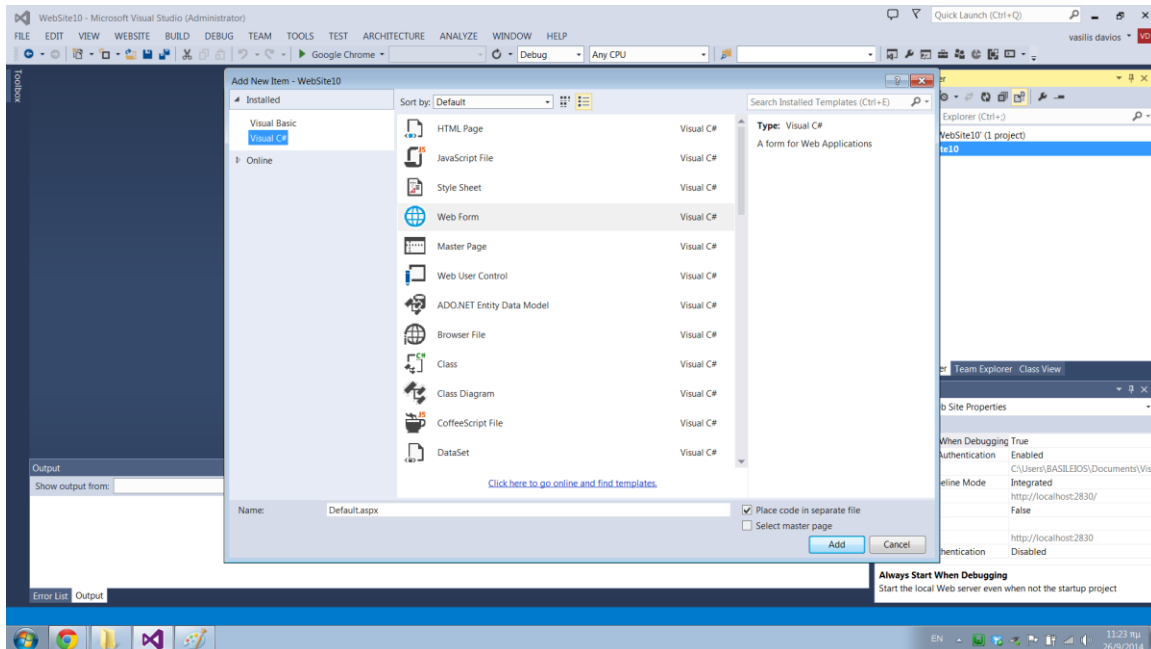 WebSite10 - Microsoft Visual Studio (Administrator)
Quick Launch (Ctrl+Q)
FILE EDIT VIEW WEBSITE BUILD DEBUG TEAM TOOLS TEST ARCHITECTURE ANALYZE WINDOW HELP
vasilis davios VD
Google Chrome
Debug
Any CPU
Toolbox
Add New Item - WebSite10
Installed
Visual Basic
Visual C#
Online
Sort by: Default
Search Installed Templates (Ctrl+E)
HTML Page Visual C#
JavaScript File Visual C#
Style Sheet Visual C#
Web Form Visual C#
Master Page Visual C#
Web User Control Visual C#
ADO.NET Entity Data Model Visual C#
Browser File Visual C#
Class Visual C#
Class Diagram Visual C#
CoffeeScript File Visual C#
DataSet Visual C#
Click here to go online and find templates.
Type: Visual C#
A form for Web Applications
Name: Default.aspx
Place code in separate file
Select master page
Add Cancel
er
Explorer (Ctrl+;)
WebSite10' (1 project)
te10
er Team Explorer Class View
b Site Properties
When Debugging True
Authentication Enabled
C:\Users\BASILEIOS\Documents\Vis
eline Mode Integrated
http://localhost:2830/
False
http://localhost:2830
hentication Disabled
Always Start When Debugging
Start the local Web server even when not the startup project
Output
Show output from:
Error List Output
EN
11:23 πμ
26/9/2014